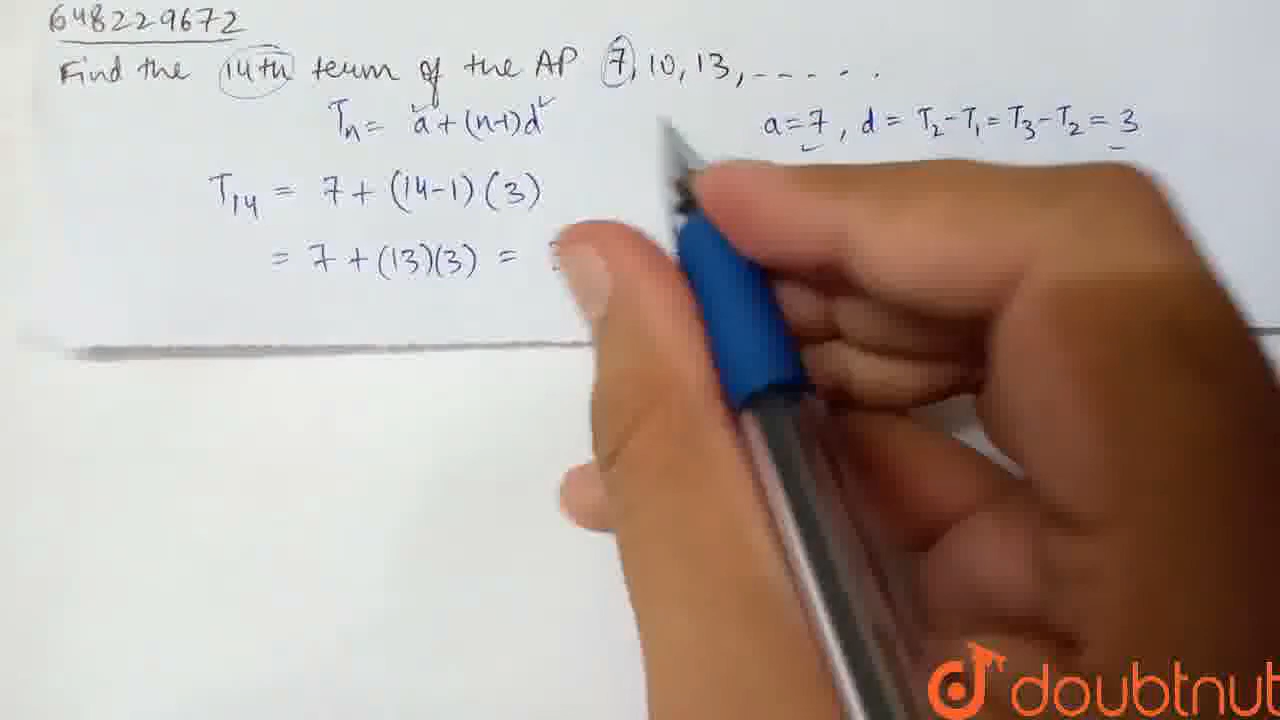 648229672
Find the 14th term of the AP 7, 10, 13, - - - - - .
Tn = a + (n-1)d
a = 7, d = T2 - T1 = T3 - T2 = 3
T14 = 7 + (14-1)(3)
= 7 + (13)(3) =
doubtnut